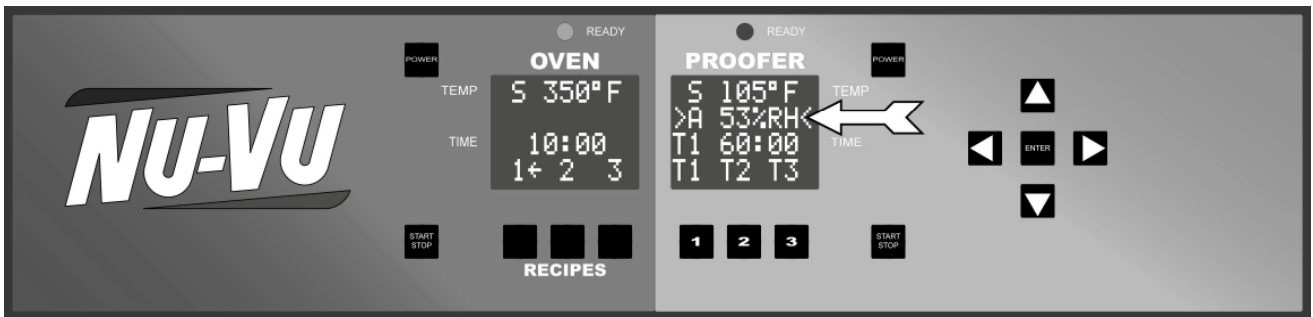 NU-VU
READY
POWER
OVEN
TEMP
S 350°F
TIME
10:00
1← 2 3
START
STOP
RECIPES
READY
PROOFER
POWER
S 105°F
TEMP
>A 53%RH<
T1 60:00
TIME
T1 T2 T3
1 2 3
START
STOP
ENTER